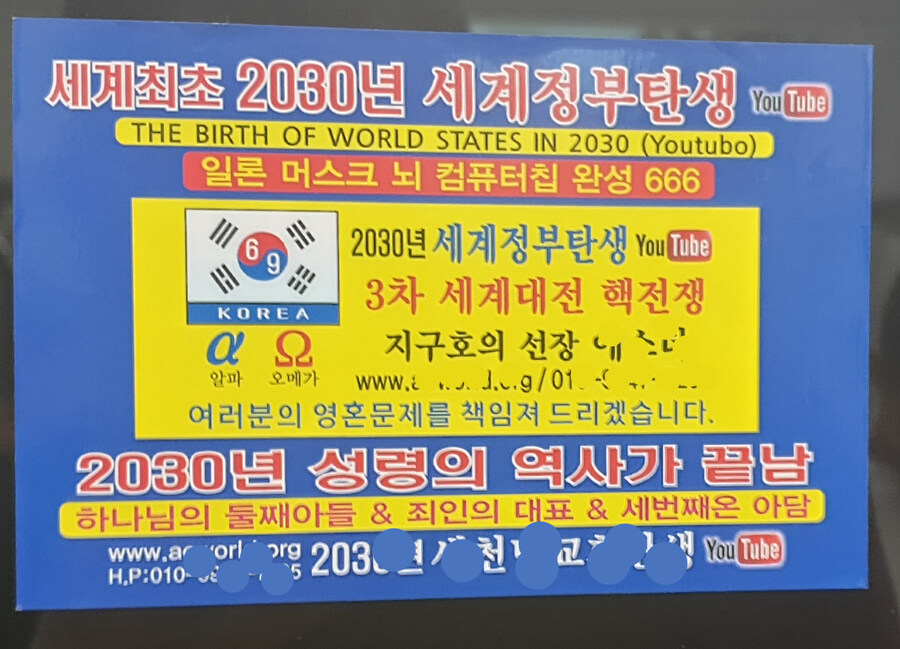 세계최초 2030년 세계정부탄생 YouTube
THE BIRTH OF WORLD STATES IN 2030 (Youtubo)
일론 머스크 뇌 컴퓨터칩 완성 666
6 9
KOREA
α Ω
알파 오메가
2030년 세계정부탄생 YouTube
3차 세계대전 핵전쟁
지구호의 선장
여러분의 영혼문제를 책임져 드리겠습니다.
2030년 성령의 역사가 끝남
하나님의 둘째아들 & 죄인의 대표 & 세번째온 아담
H,P:010
YouTube